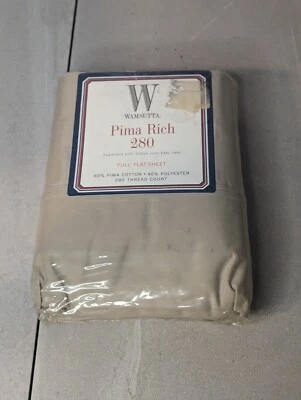 W
WAMSUTTA.
Pima Rich
280
FULL FLAT SHEET
60% PIMA COTTON • 40% POLYESTER
280 THREAD COUNT